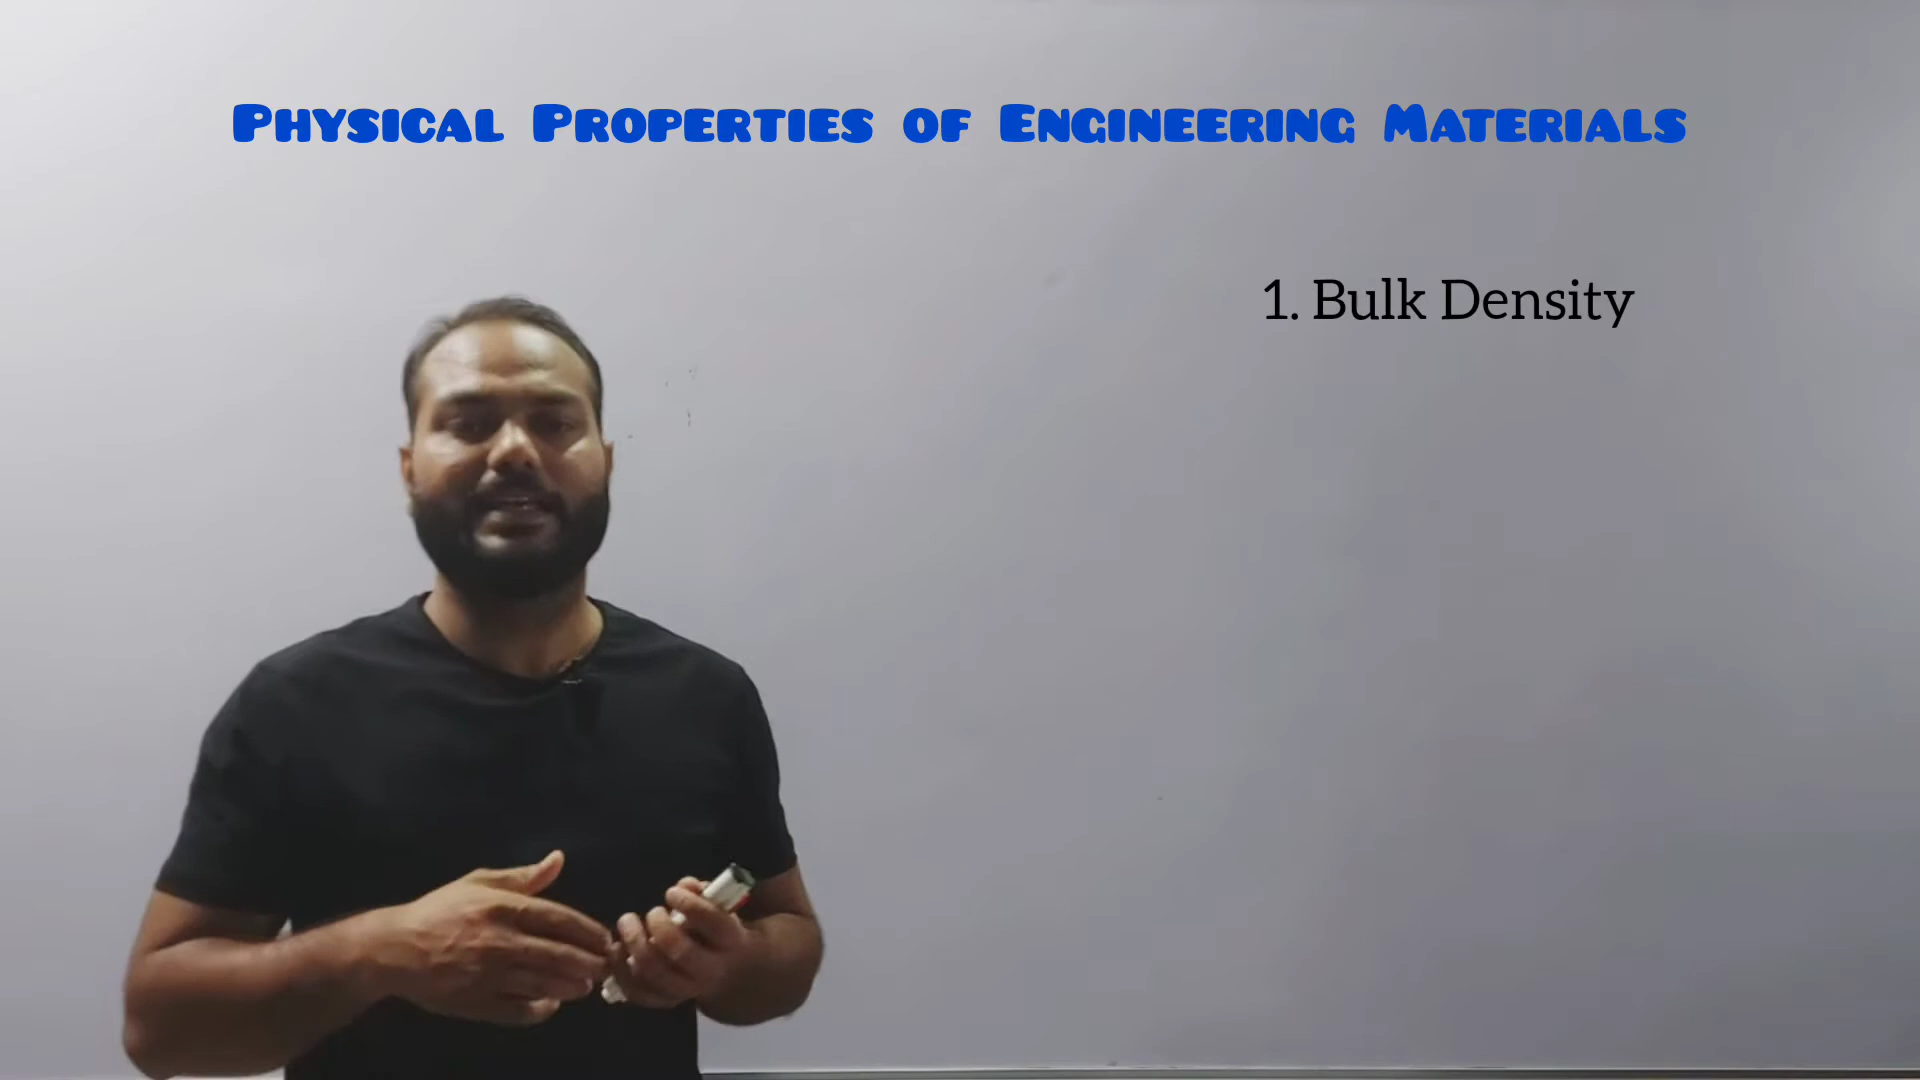 Physical Properties of Engineering Materials
1. Bulk Density